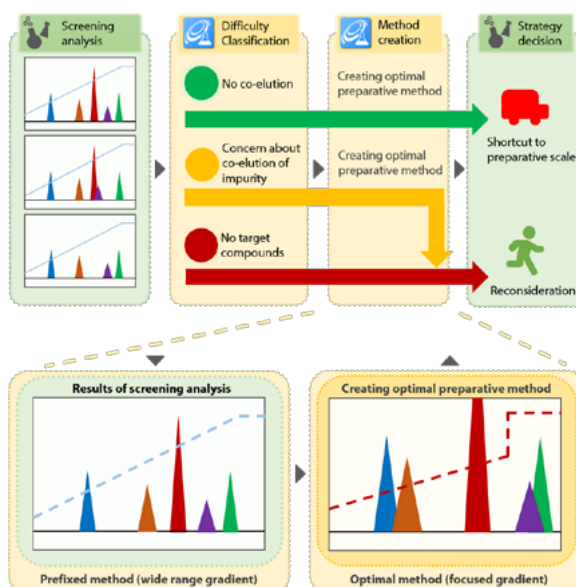 Screening
analysis
Difficulty
Classification
Method
creation
Strategy
decision
No co-elution
Creating optimal
preparative method
Shortcut to
preparative scale
Concern about
co-elution of
impurity
Creating optimal
preparative method
No target
compounds
Reconsideration
Results of screening analysis
Creating optimal preparative method
Prefixed method (wide range gradient)
Optimal method (focused gradient)